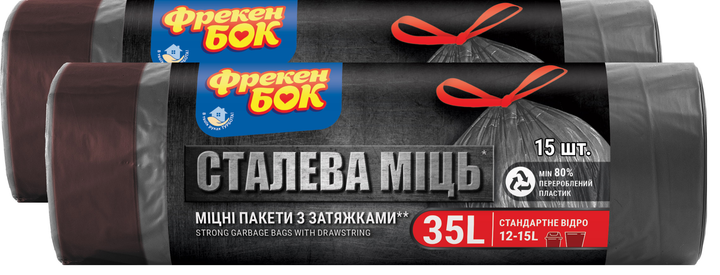 Фрекен
БОК
Фрекен
БОК
СТАЛЕВА МІЦЬ*
МІЦНІ ПАКЕТИ З ЗАТЯЖКАМИ**
STRONG GARBAGE BAGS WITH DRAWSTRING
15 шт.
MIN 80%
ПЕРЕРОБЛЕНИЙ
ПЛАСТИК
35L
СТАНДАРТНЕ ВІДРО
12-15L